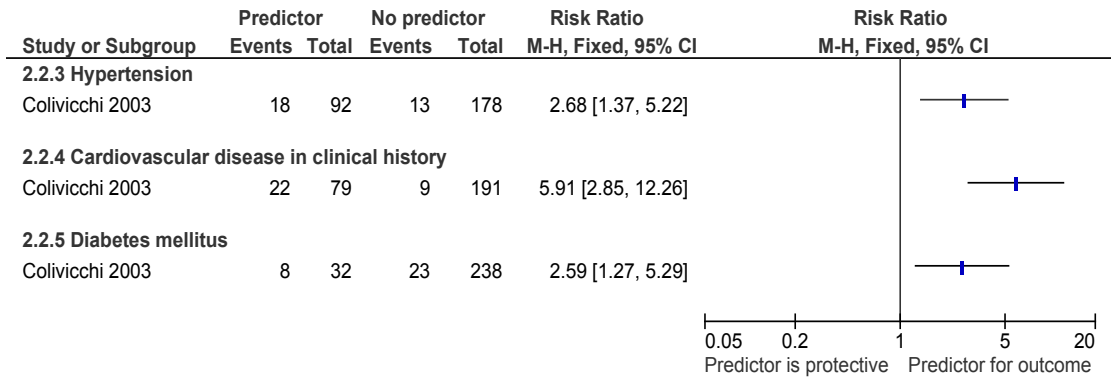 Predictor No predictor Risk Ratio Risk Ratio
Study or Subgroup Events Total Events Total M-H, Fixed, 95% CI M-H, Fixed, 95% CI
2.2.3 Hypertension
Colivicchi 2003 18 92 13 178 2.68 [1.37, 5.22]
2.2.4 Cardiovascular disease in clinical history
Colivicchi 2003 22 79 9 191 5.91 [2.85, 12.26]
2.2.5 Diabetes mellitus
Colivicchi 2003 8 32 23 238 2.59 [1.27, 5.29]
0.05 0.2 1 5 20
Predictor is protective Predictor for outcome